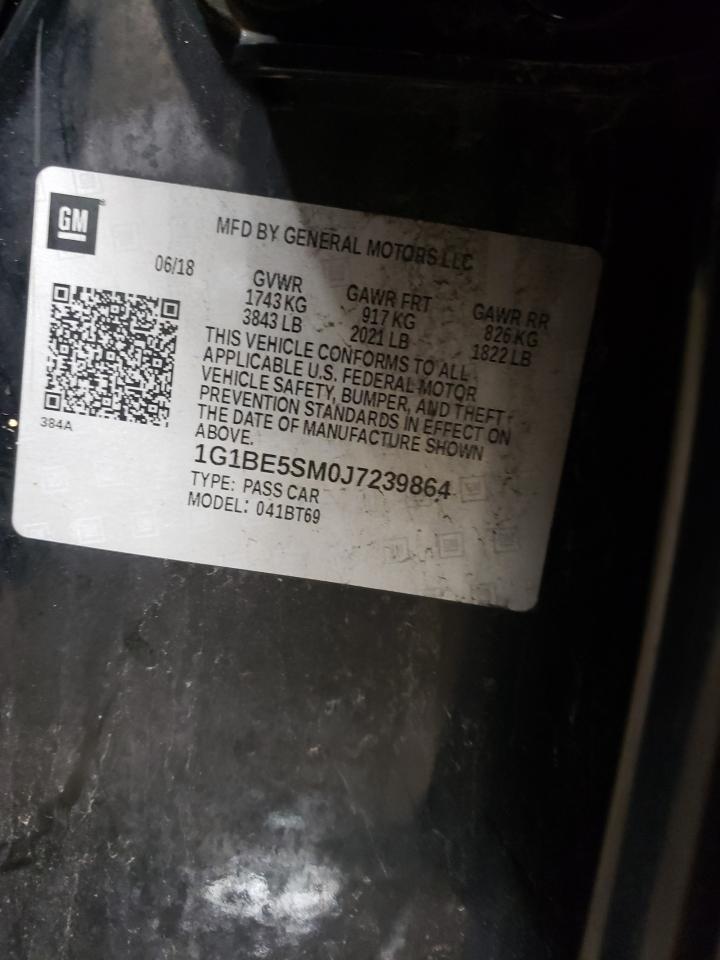 GM
MFD BY GENERAL MOTORS LLC
06/18
GVWR GAWR FRT GAWR RR
1743 KG 917 KG 826 KG
3843 LB 2021 LB 1822 LB
THIS VEHICLE CONFORMS TO ALL
APPLICABLE U.S. FEDERAL MOTOR
VEHICLE SAFETY, BUMPER, AND THEFT
PREVENTION STANDARDS IN EFFECT ON
THE DATE OF MANUFACTURE SHOWN
ABOVE.
384A
1G1BE5SM0J7239864
TYPE: PASS CAR
MODEL: 041BT69